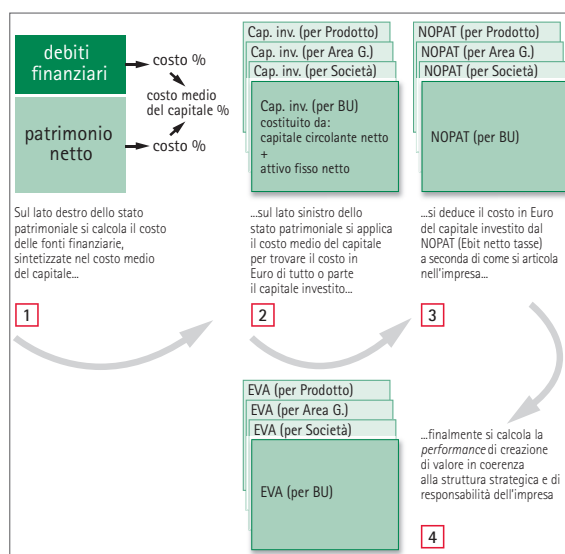 debiti
finanziari
costo %
costo medio
del capitale %
patrimonio
netto
costo %
Sul lato destro dello stato
patrimoniale si calcola il costo
delle fonti finanziarie,
sintetizzate nel costo medio
del capitale...
1
Cap. inv. (per Prodotto)
Cap. inv. (per Area G.)
Cap. inv. (per Società)
Cap. inv. (per BU)
costituito da:
capitale circolante netto
+
attivo fisso netto
...sul lato sinistro dello
stato patrimoniale si applica
il costo medio del capitale
per trovare il costo in
Euro di tutto o parte
il capitale investito...
2
NOPAT (per Prodotto)
NOPAT (per Area G.)
NOPAT (per Società)
NOPAT (per BU)
...si deduce il costo in Euro
del capitale investito dal
NOPAT (Ebit netto tasse)
a seconda di come si articola
nell'impresa...
3
EVA (per Prodotto)
EVA (per Area G.)
EVA (per Società)
EVA (per BU)
...finalmente si calcola la
performance di creazione
di valore in coerenza
alla struttura strategica e di
responsabilità dell'impresa
4